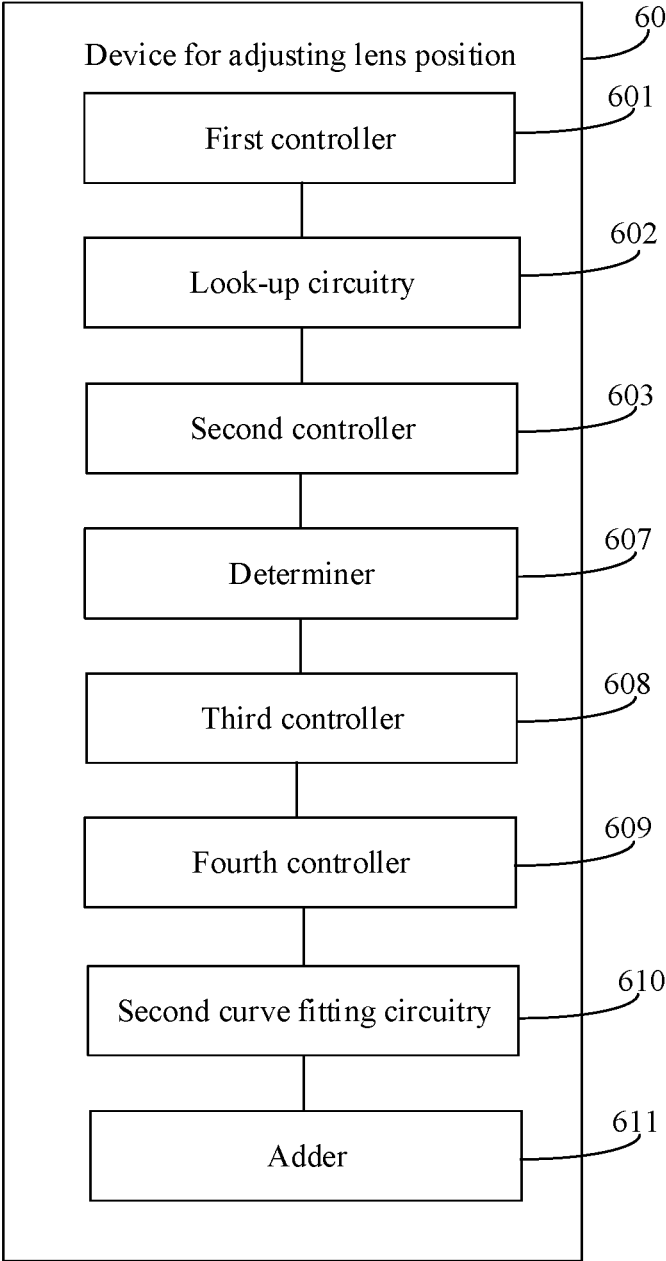 60
Device for adjusting lens position
601
First controller
602
Look-up circuitry
603
Second controller
607
Determiner
608
Third controller
609
Fourth controller
610
Second curve fitting circuitry
611
Adder